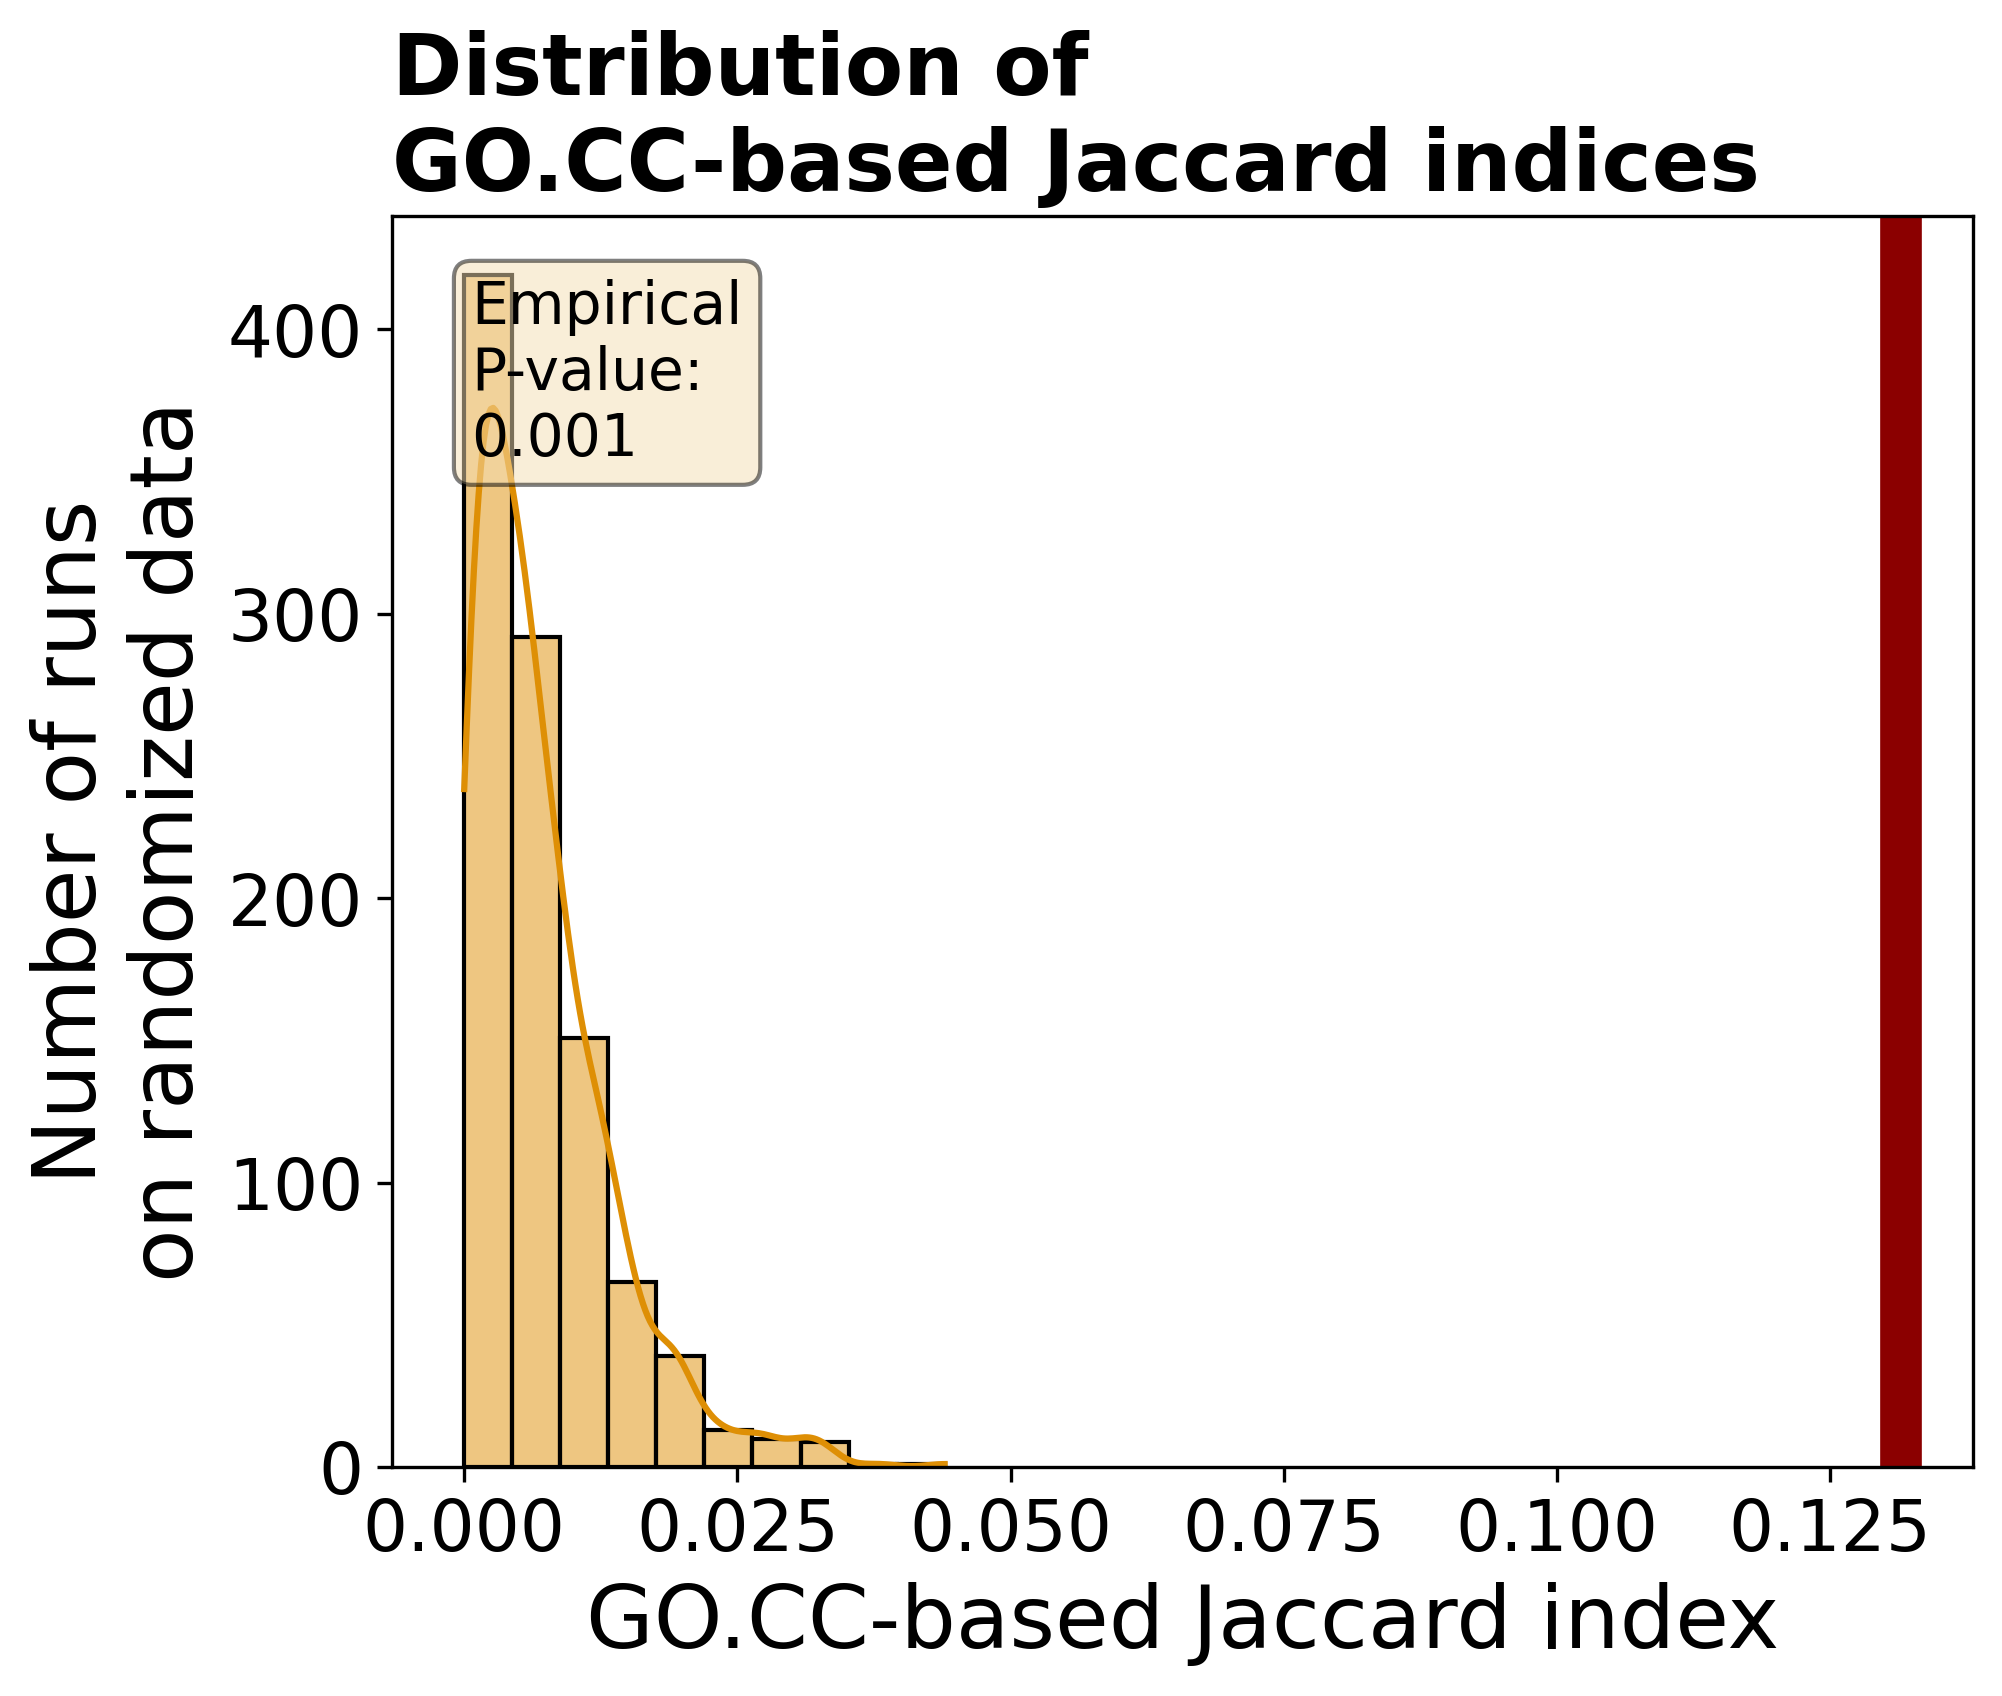 Distribution of
GO.CC-based Jaccard indices
Empirical
P-value:
0.001
Number of runs
on randomized data
400
300
200
100
0
0.000
0.025
0.050
0.075
0.100
0.125
GO.CC-based Jaccard index